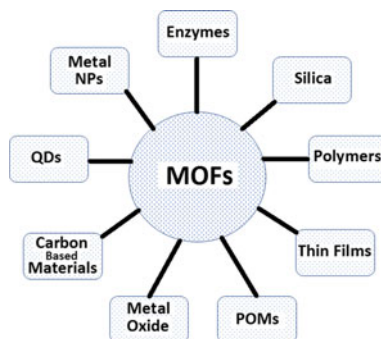 Enzymes
Metal
NPs
Silica
QDs
MOFs
Polymers
Carbon
Based
Materials
Thin Films
Metal
Oxide
POMs